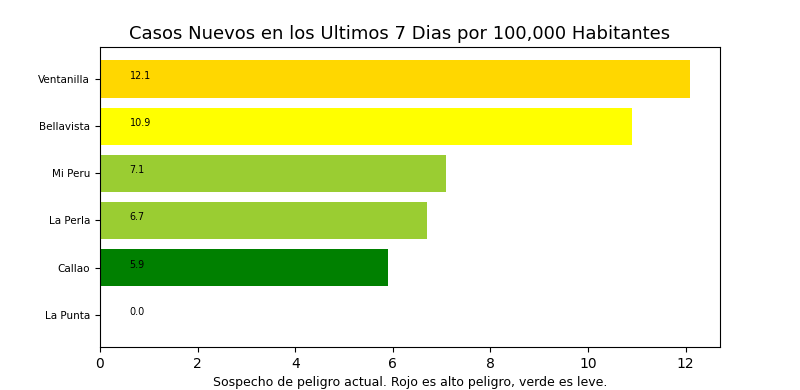 Casos Nuevos en los Ultimos 7 Dias por 100,000 Habitantes
Ventanilla 12.1
Bellavista 10.9
Mi Peru 7.1
La Perla 6.7
Callao 5.9
La Punta 0.0
0 2 4 6 8 10 12
Sospecho de peligro actual. Rojo es alto peligro, verde es leve.